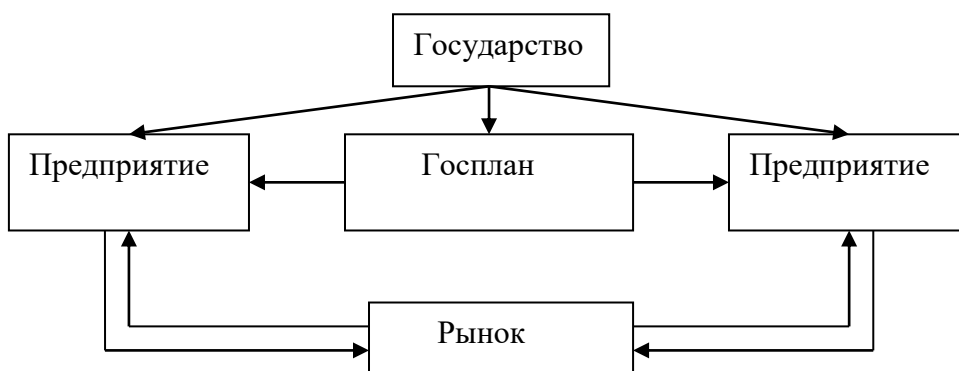 Государство
Предприятие
Госплан
Предприятие
Рынок